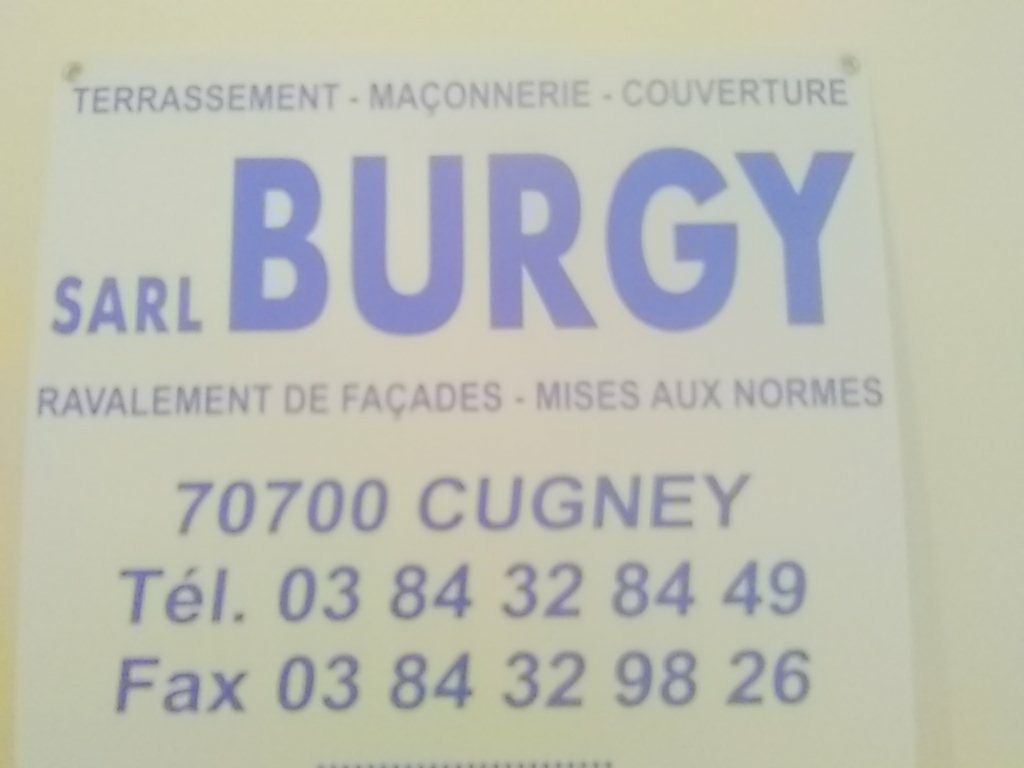 TERRASSEMENT - MAÇONNERIE - COUVERTURE
SARL BURGY
RAVALEMENT DE FAÇADES - MISES AUX NORMES
70700 CUGNEY
Tél. 03 84 32 84 49
Fax 03 84 32 98 26